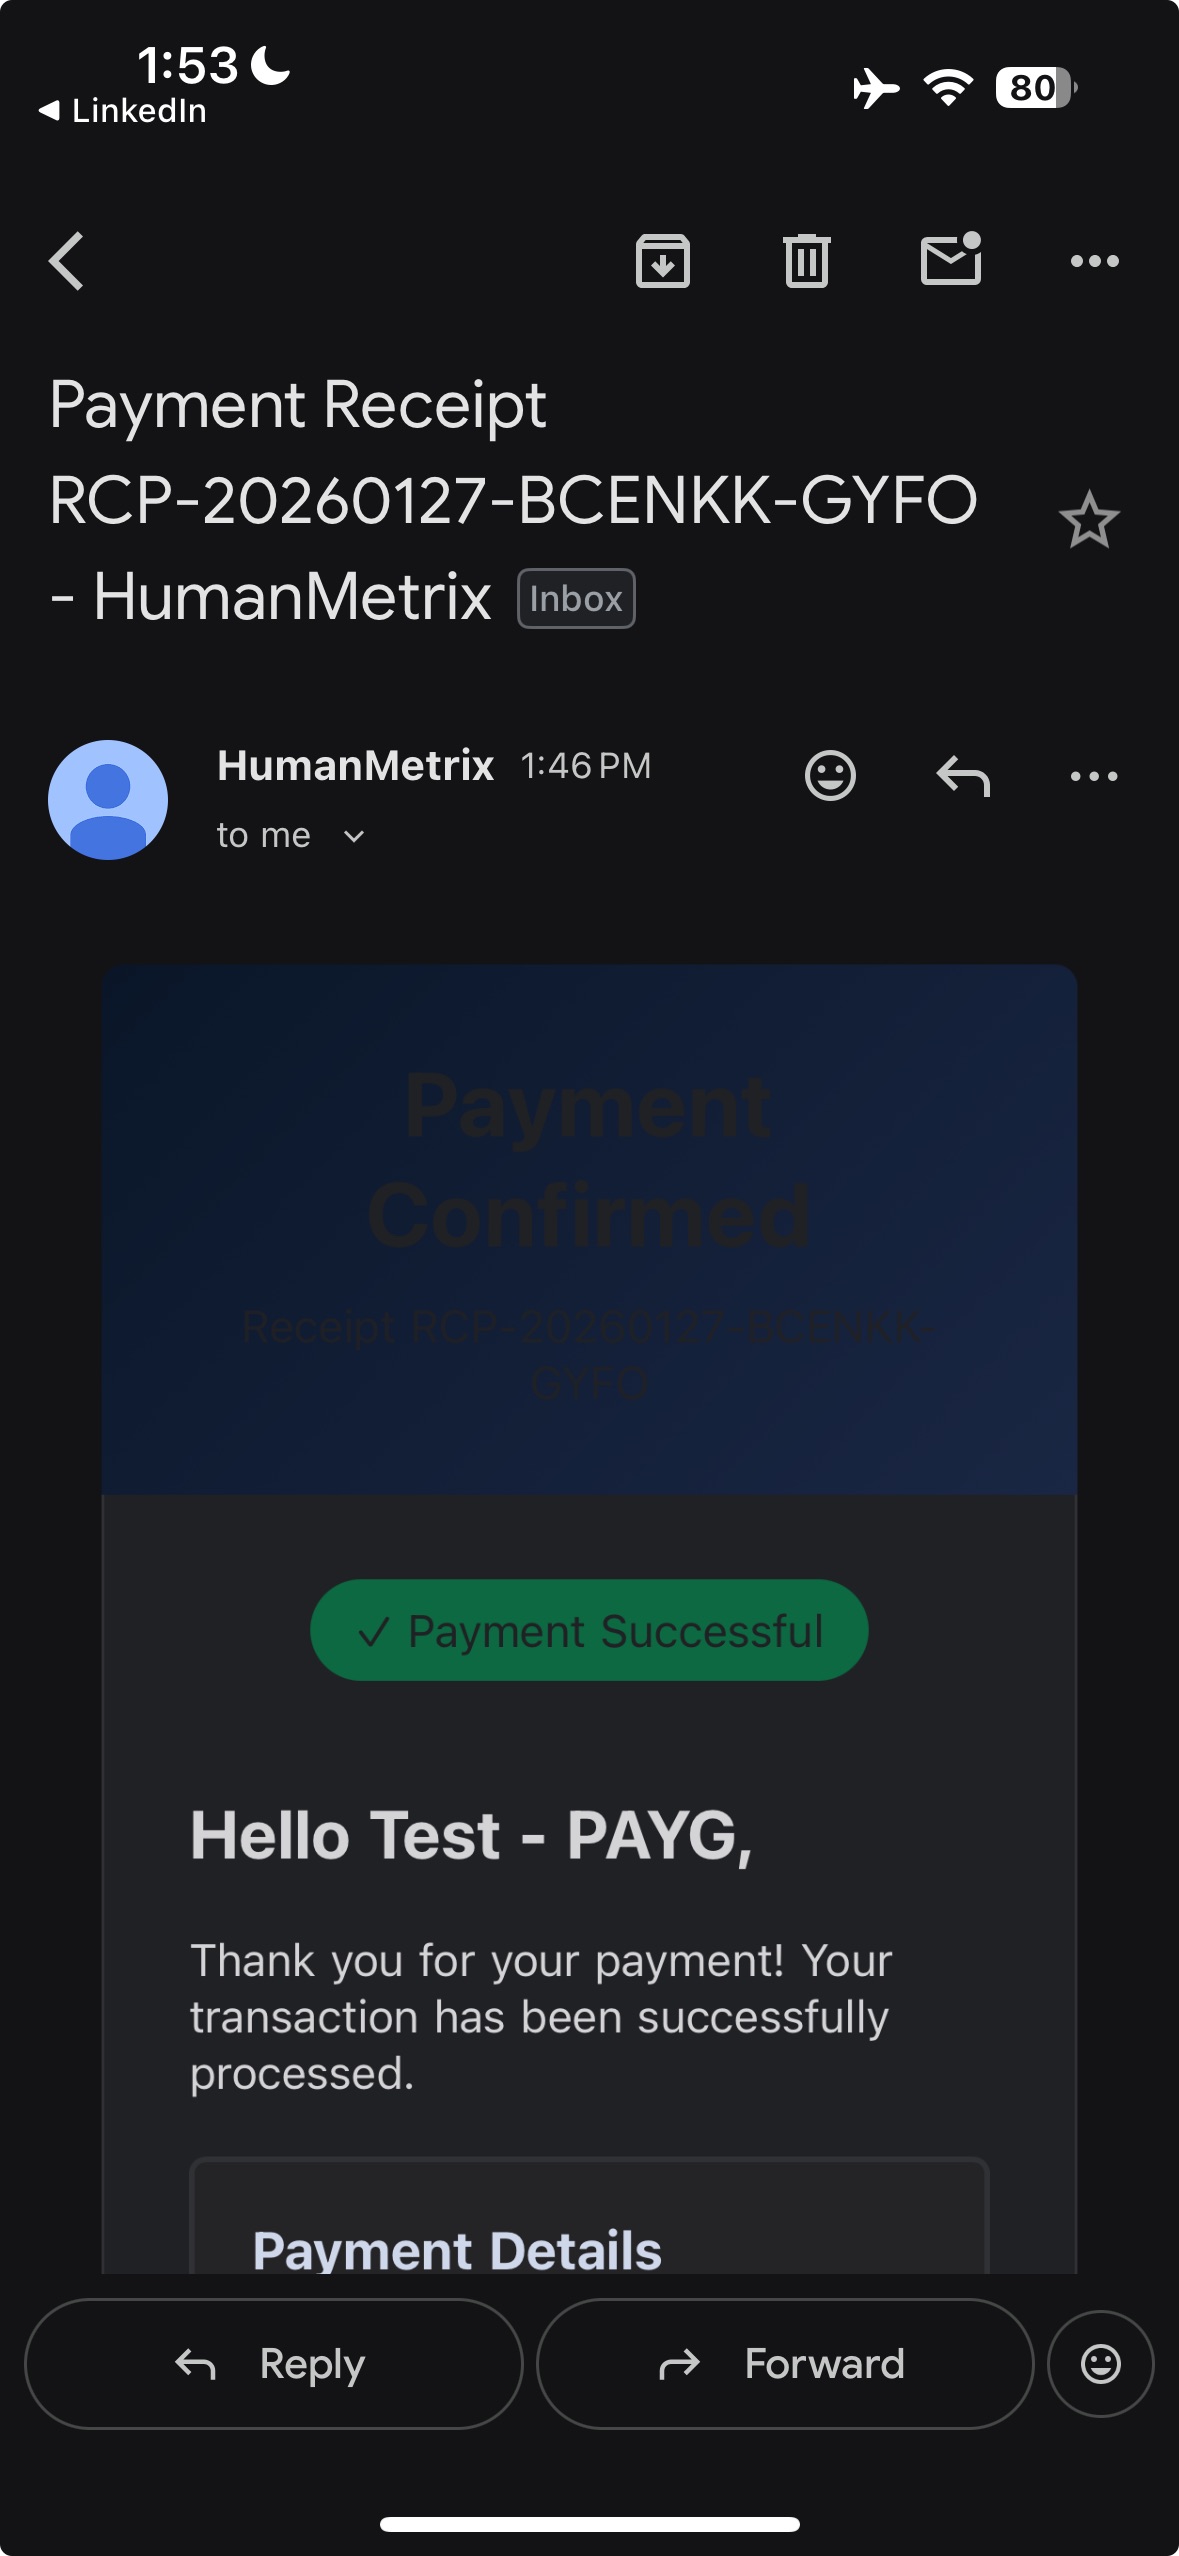 1:53
LinkedIn
80
Payment Receipt
RCP-20260127-BCENKK-GYFO
- HumanMetrix Inbox
HumanMetrix 1:46 PM
to me
Payment
Confirmed
Receipt RCP-20260127-BCENKK-
GYFO
✓ Payment Successful
Hello Test - PAYG,
Thank you for your payment! Your
transaction has been successfully
processed.
Payment Details
Reply
Forward